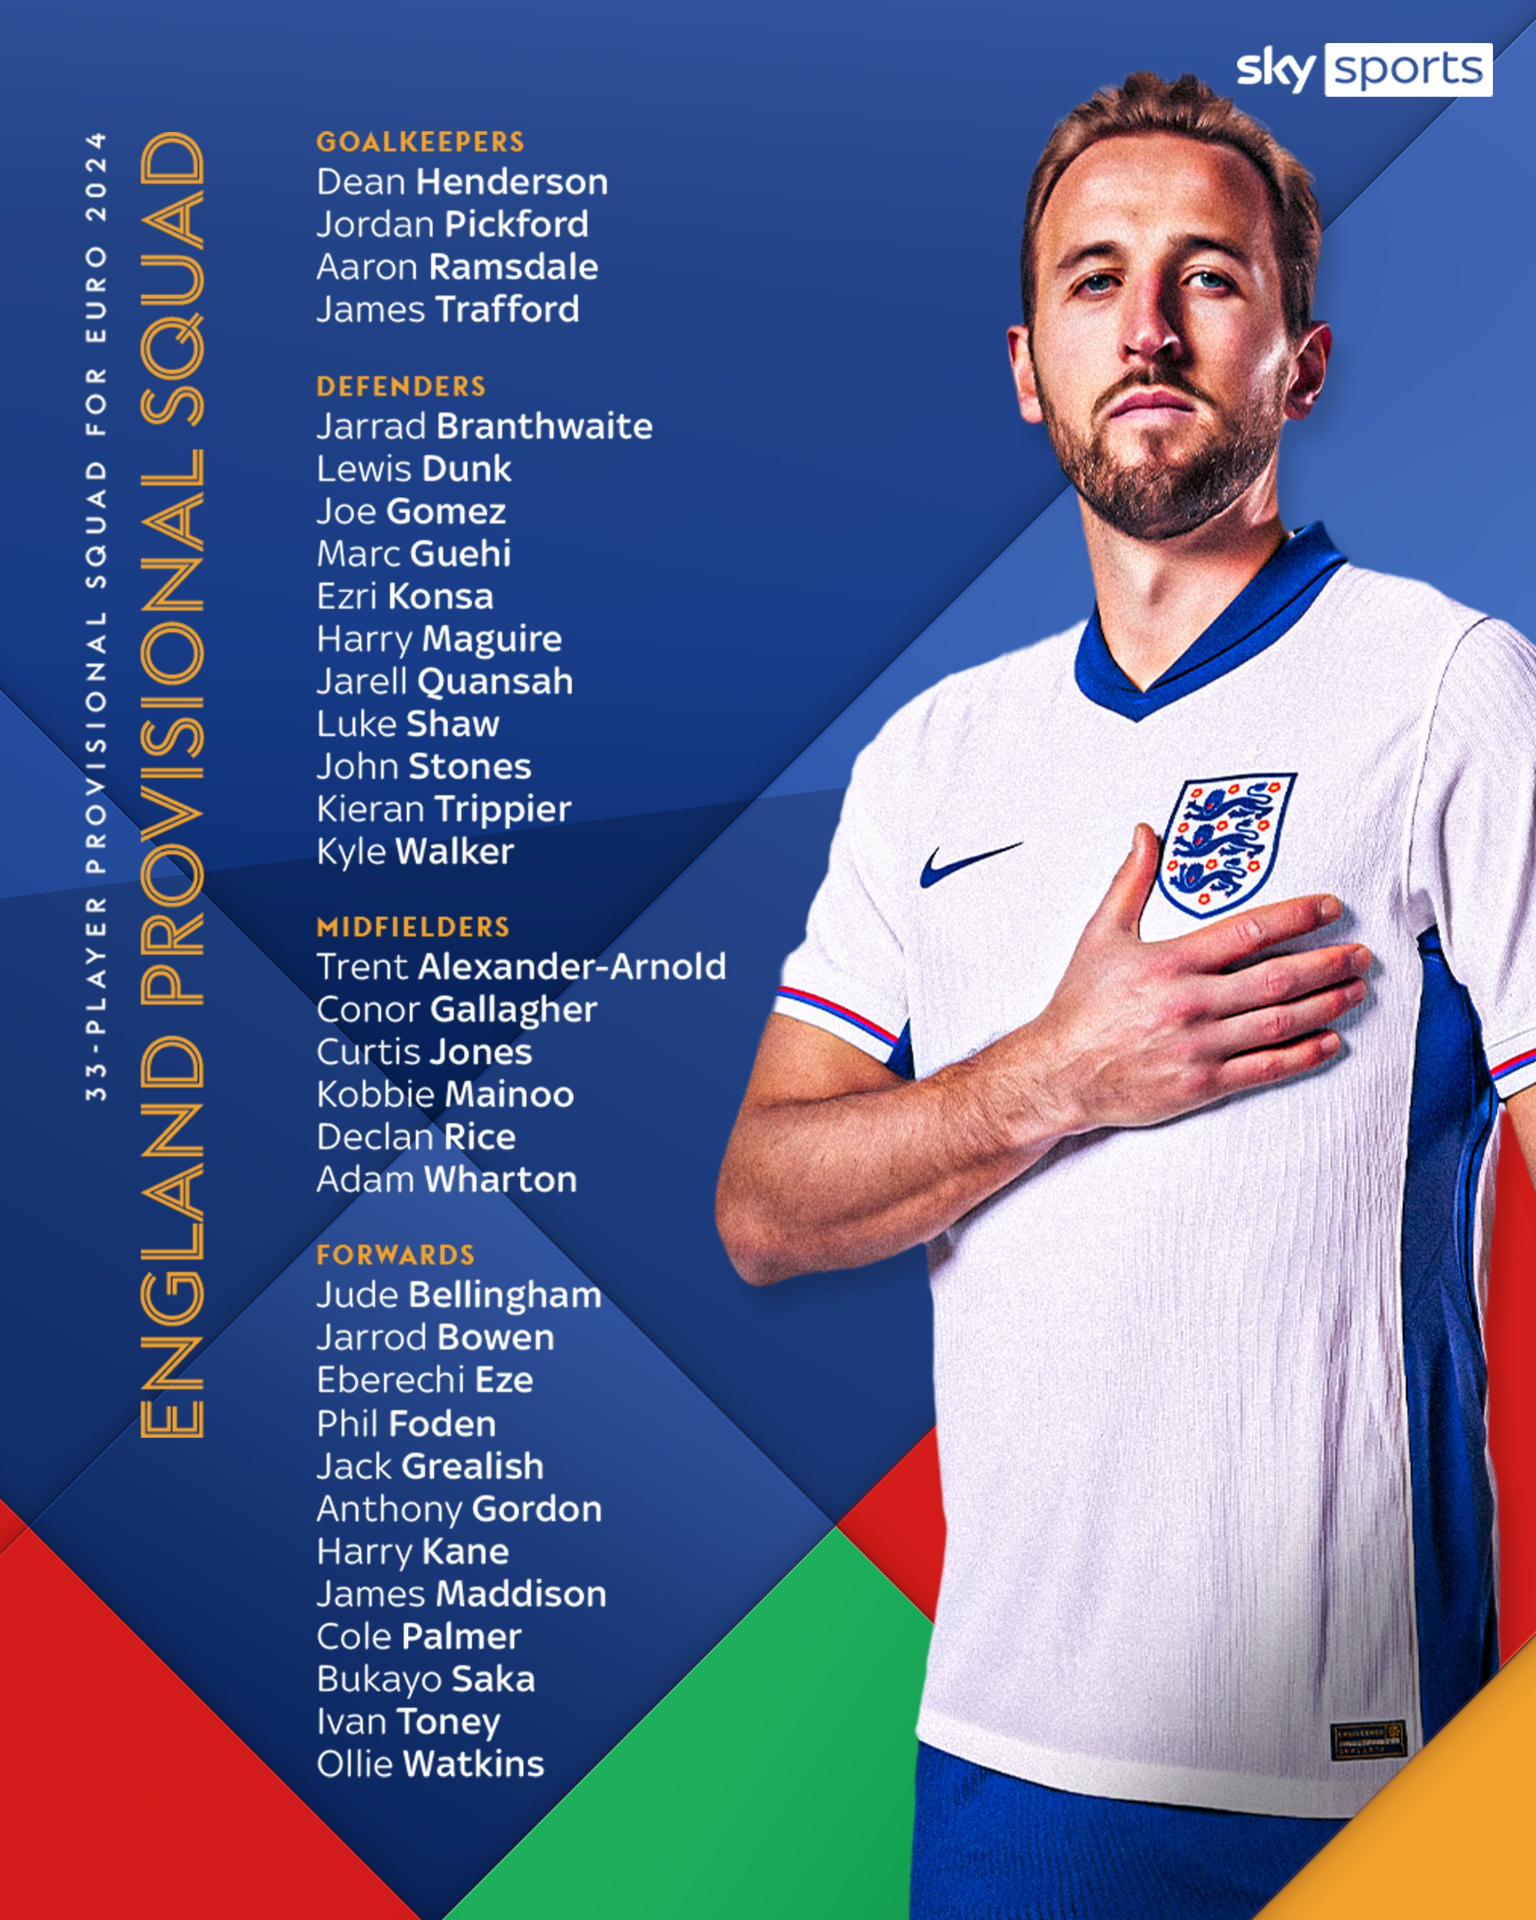 sky sports
33-PLAYER PROVISIONAL SQUAD FOR EURO 2024
ENGLAND PROVISIONAL SQUAD
GOALKEEPERS
Dean Henderson
Jordan Pickford
Aaron Ramsdale
James Trafford
DEFENDERS
Jarrad Branthwaite
Lewis Dunk
Joe Gomez
Marc Guehi
Ezri Konsa
Harry Maguire
Jarell Quansah
Luke Shaw
John Stones
Kieran Trippier
Kyle Walker
MIDFIELDERS
Trent Alexander-Arnold
Conor Gallagher
Curtis Jones
Kobbie Mainoo
Declan Rice
Adam Wharton
FORWARDS
Jude Bellingham
Jarrod Bowen
Eberechi Eze
Phil Foden
Jack Grealish
Anthony Gordon
Harry Kane
James Maddison
Cole Palmer
Bukayo Saka
Ivan Toney
Ollie Watkins